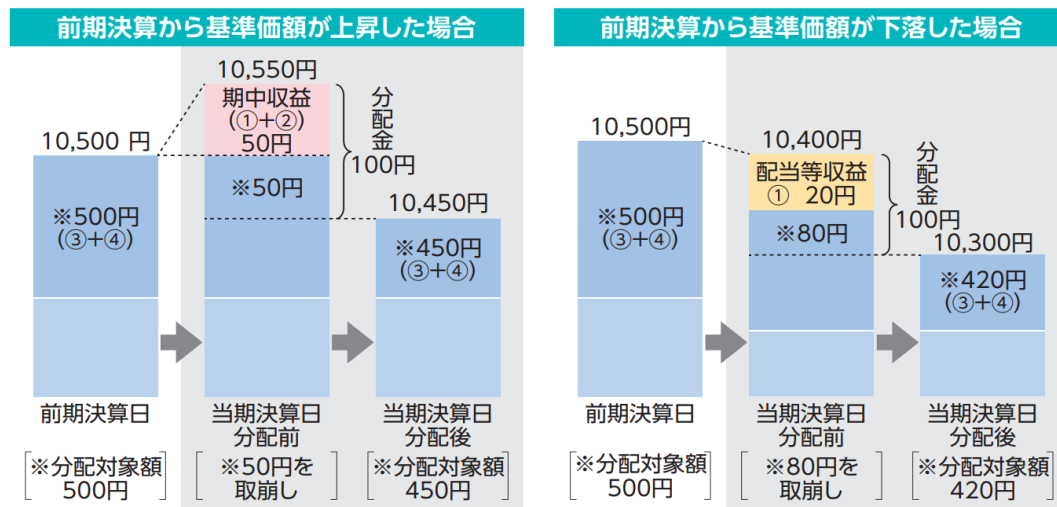 前期決算から基準価額が上昇した場合
10,550円
期中収益
(①+②)
50円
分配金
100円
10,500 円
※500円
(③+④)
※50円
10,450円
※450円
(③+④)
前期決算日
当期決算日
分配前
当期決算日
分配後
※分配対象額
500円
※50円を
取崩し
※分配対象額
450円
前期決算から基準価額が下落した場合
10,500円
10,400円
配当等収益
① 20円
分配金
100円
※500円
(③+④)
※80円
10,300円
※420円
(③+④)
前期決算日
当期決算日
分配前
当期決算日
分配後
※分配対象額
500円
※80円を
取崩し
※分配対象額
420円